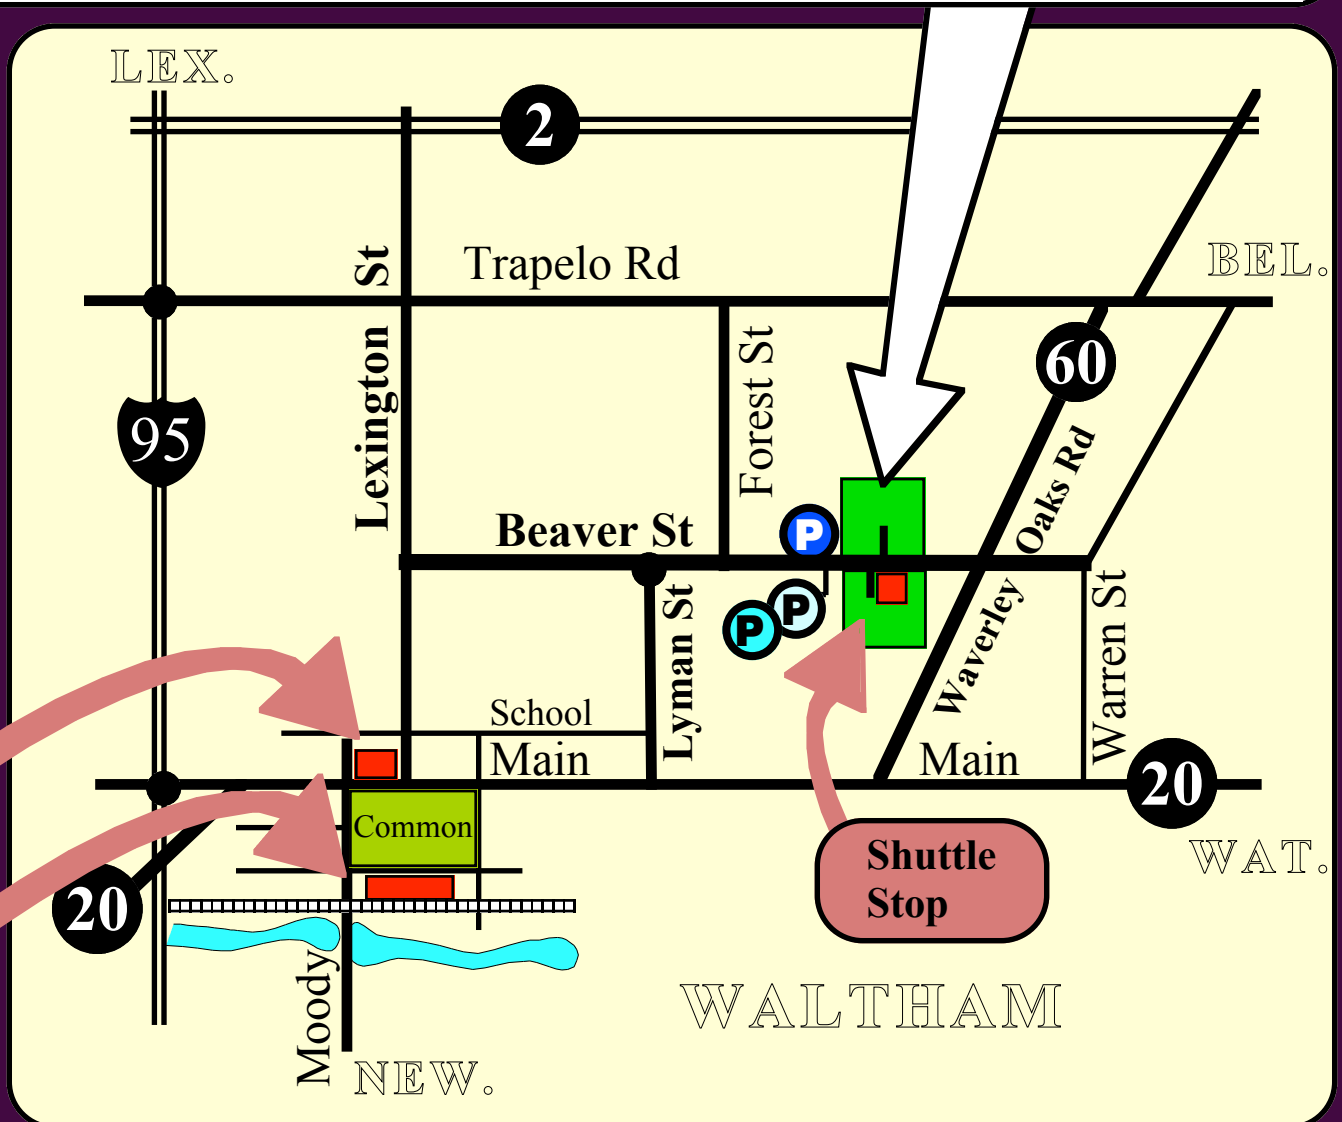 LEX.
2
St
Trapelo Rd
BEL.
Lexington
Forest St
60
95
Oaks Rd
Beaver St
P
P
P
Waverley
Warren St
Lyman St
School
Main
Main
20
Common
WAT.
Shuttle
Stop
20
Moody
WALTHAM
NEW.